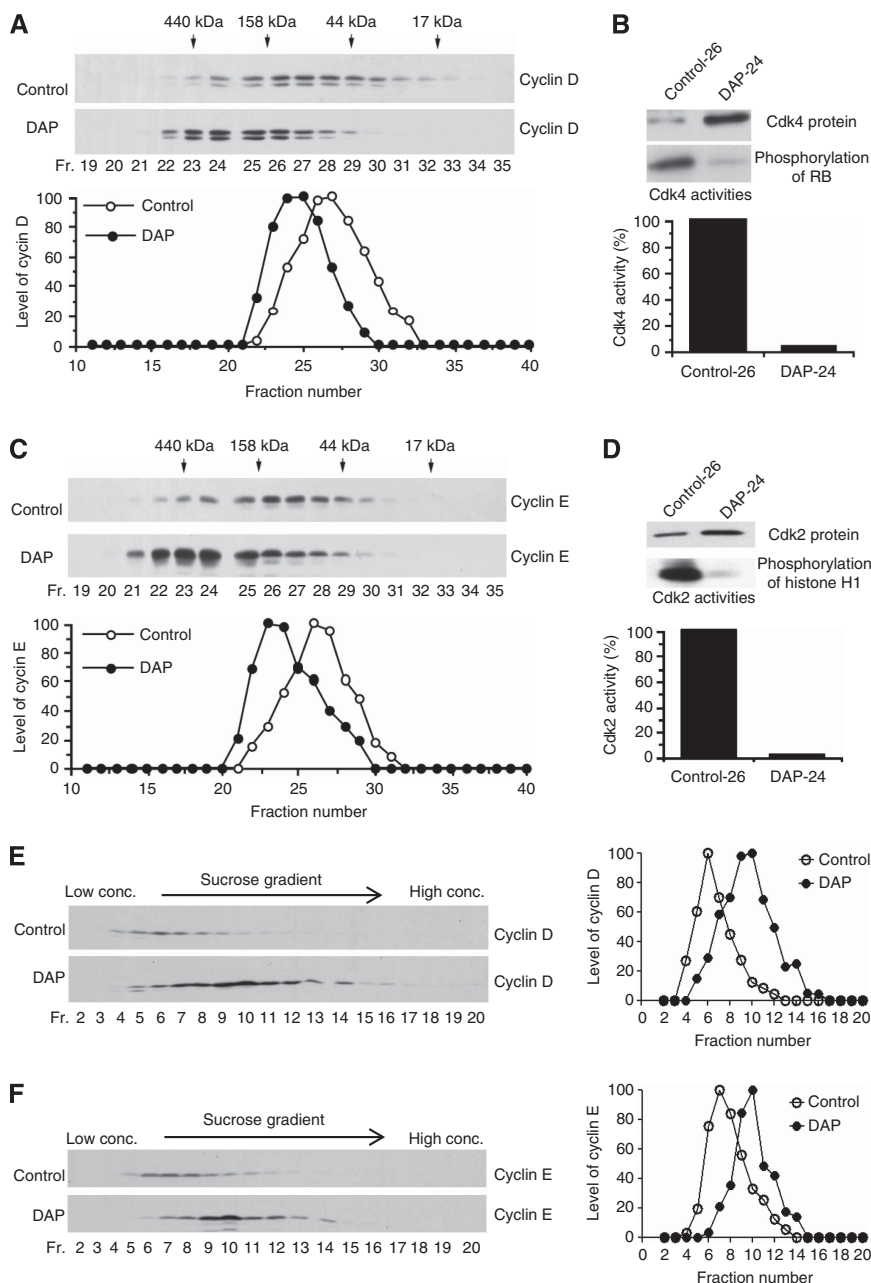 A
440 kDa 158 kDa 44 kDa 17 kDa
Control Cyclin D
DAP Cyclin D
Fr. 19 20 21 22 23 24 25 26 27 28 29 30 31 32 33 34 35
Level of cycin D
100
80
60
40
20
0
Control
DAP
10 15 20 25 30 35 40
Fraction number
B
Control-26 DAP-24
Cdk4 protein
Phosphorylation
of RB
Cdk4 activities
Cdk4 activity (%)
100
80
60
40
20
0
Control-26 DAP-24
C
440 kDa 158 kDa 44 kDa 17 kDa
Control Cyclin E
DAP Cyclin E
Fr. 19 20 21 22 23 24 25 26 27 28 29 30 31 32 33 34 35
Level of cycin E
100
80
60
40
20
0
Control
DAP
10 15 20 25 30 35 40
Fraction number
D
Control-26 DAP-24
Cdk2 protein
Phosphorylation
of histone H1
Cdk2 activities
Cdk2 activity (%)
100
80
60
40
20
0
Control-26 DAP-24
E
Low conc. Sucrose gradient High conc.
Control Cyclin D
DAP Cyclin D
Fr. 2 3 4 5 6 7 8 9 10 11 12 13 14 15 16 17 18 19 20
Level of cyclin D
100
80
60
40
20
0
Control
DAP
0 2 4 6 8 10 12 14 16 18 20
Fraction number
F
Low conc. Sucrose gradient High conc.
Control Cyclin E
DAP Cyclin E
Fr. 2 3 4 5 6 7 8 9 10 11 12 13 14 15 16 17 18 19 20
Level of cyclin E
100
80
60
40
20
0
Control
DAP
0 2 4 6 8 10 12 14 16 18 20
Fraction number